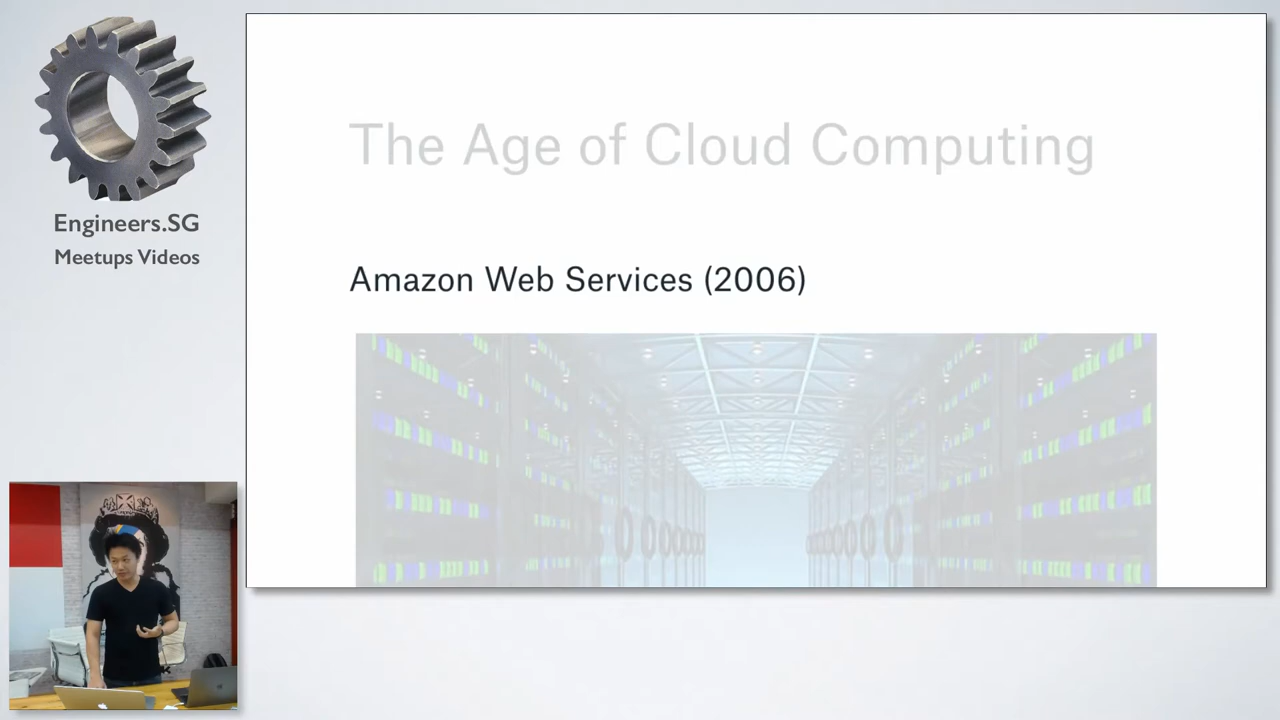 Engineers.SG
Meetups Videos
The Age of Cloud Computing
Amazon Web Services (2006)